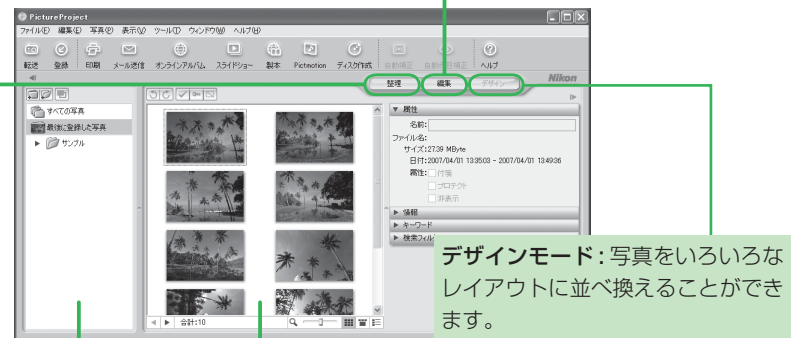 PictureProject
ファイル(F) 編集(E) 写真(P) 表示(V) ツール(T) ウィンドウ(W) ヘルプ(H)
転送 登録 印刷 メール送信 オンラインアルバム スライドショー 製本 Pictmotion ディスク作成 自動補正 自動赤目補正 ヘルプ
整理 編集 デザイン Nikon
すべての写真
最後に登録した写真
サンプル
属性
名前:
ファイル名:
サイズ:27.39 MByte
日付:2007/04/01 13:35:03 - 2007/04/01 13:49:36
属性: 付箋
プロテクト
非表示
情報
キーワード
検索フィル
合計:10
デザインモード:写真をいろいろな
レイアウトに並べ換えることができ
ます。